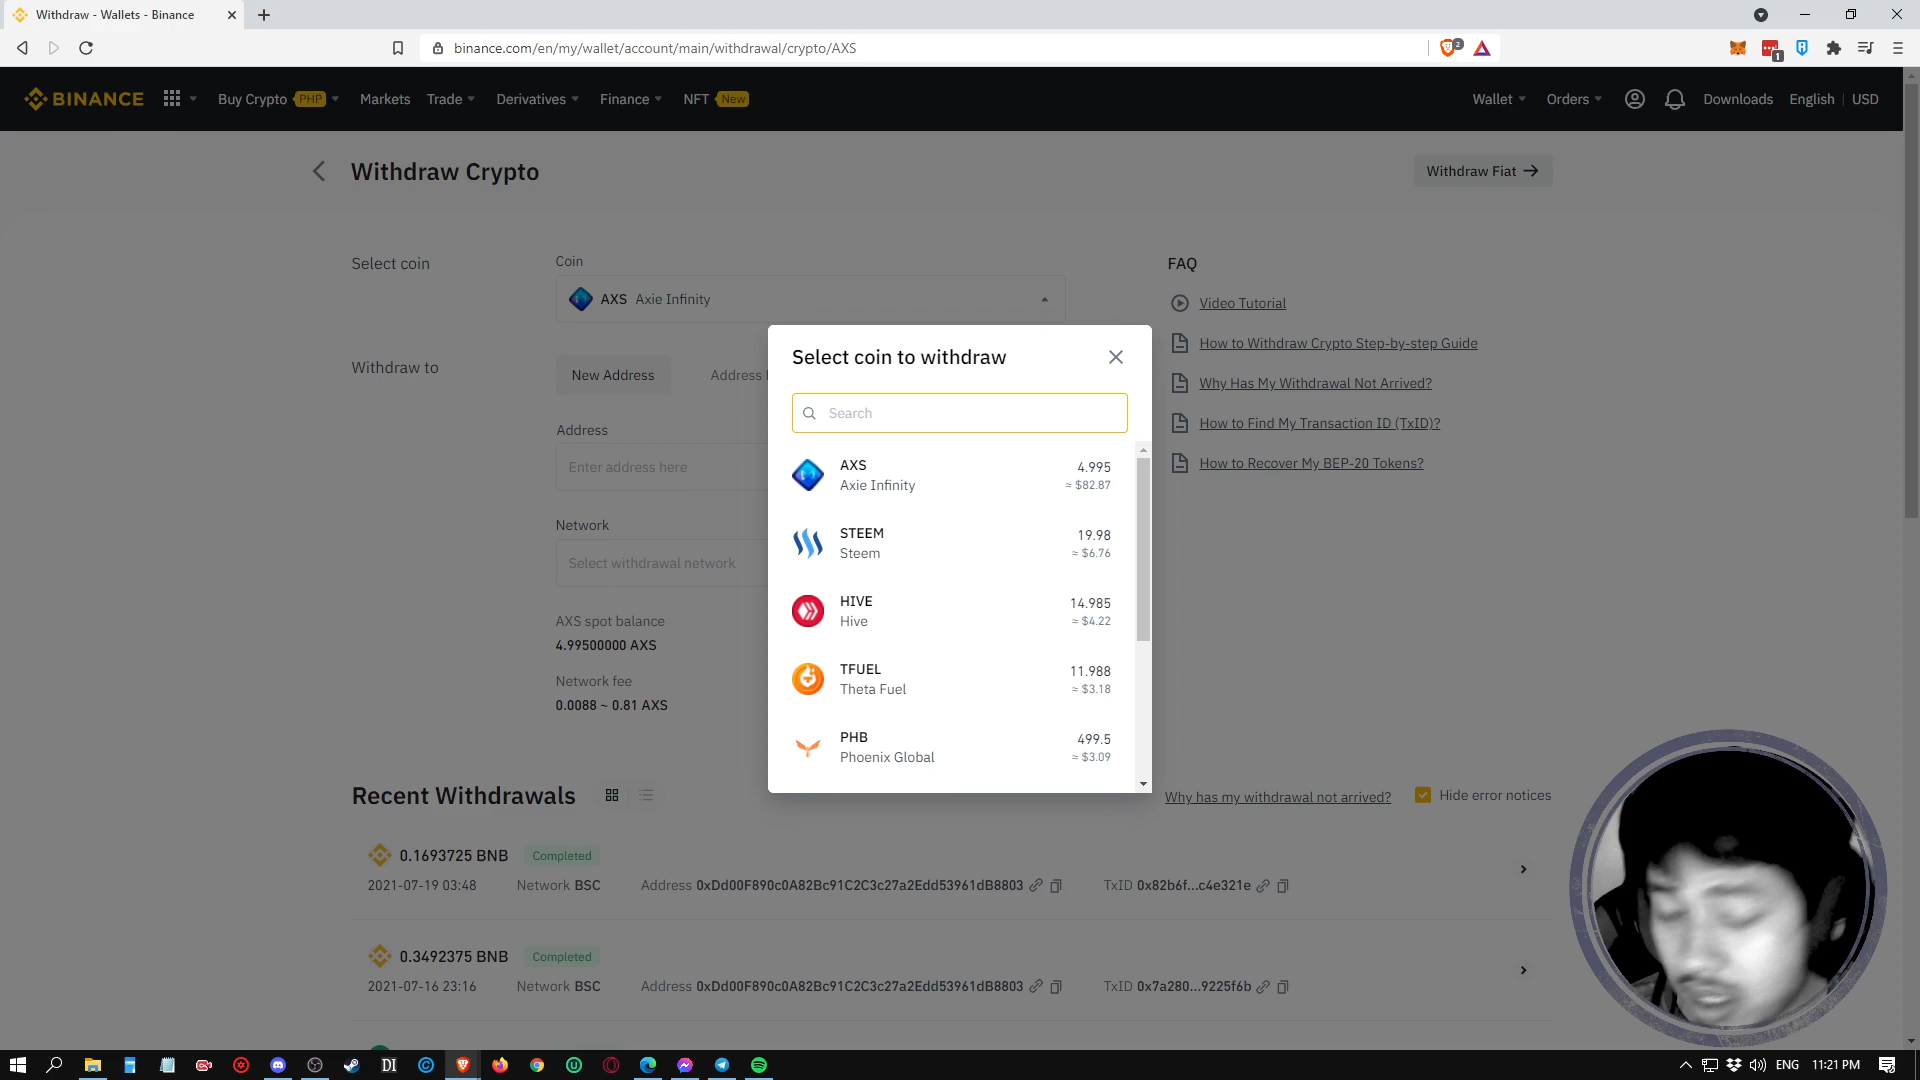 Withdraw - Wallets - Binance
binance.com/en/my/wallet/account/main/withdrawal/crypto/AXS
2
1
BINANCE
Buy Crypto PHP
Markets
Trade
Derivatives
Finance
NFT New
Wallet
Orders
Downloads
English
USD
Withdraw Crypto
Withdraw Fiat
Select coin
Coin
AXS Axie Infinity
Withdraw to
New Address
Address
Address
Enter address here
Network
Select withdrawal network
AXS spot balance
4.99500000 AXS
Network fee
0.0088 ~ 0.81 AXS
Select coin to withdraw
Search
AXS 4.995
Axie Infinity ≈ $82.87
STEEM 19.98
Steem ≈ $6.76
HIVE 14.985
Hive ≈ $4.22
TFUEL 11.988
Theta Fuel ≈ $3.18
PHB 499.5
Phoenix Global ≈ $3.09
FAQ
Video Tutorial
How to Withdraw Crypto Step-by-step Guide
Why Has My Withdrawal Not Arrived?
How to Find My Transaction ID (TxID)?
How to Recover My BEP-20 Tokens?
Recent Withdrawals
Why has my withdrawal not arrived?
Hide error notices
0.1693725 BNB Completed
2021-07-19 03:48 Network BSC Address 0xDd00F890c0A82Bc91C2C3c27a2Edd53961dB8803 TxID 0x82b6f...c4e321e
0.3492375 BNB Completed
2021-07-16 23:16 Network BSC Address 0xDd00F890c0A82Bc91C2C3c27a2Edd53961dB8803 TxID 0x7a280...9225f6b
DI
ENG
11:21 PM